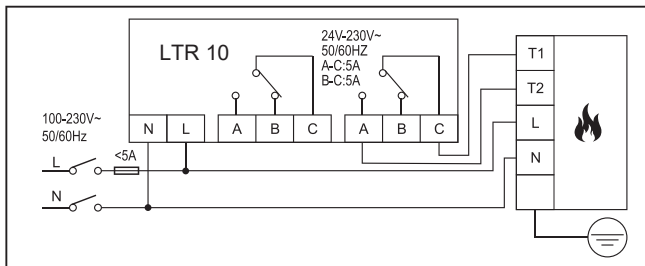 LTR 10
24V-230V~
50/60HZ
A-C:5A
B-C:5A
100-230V~
50/60Hz
N L A B C A B C
L <5A
N
T1
T2
L
N